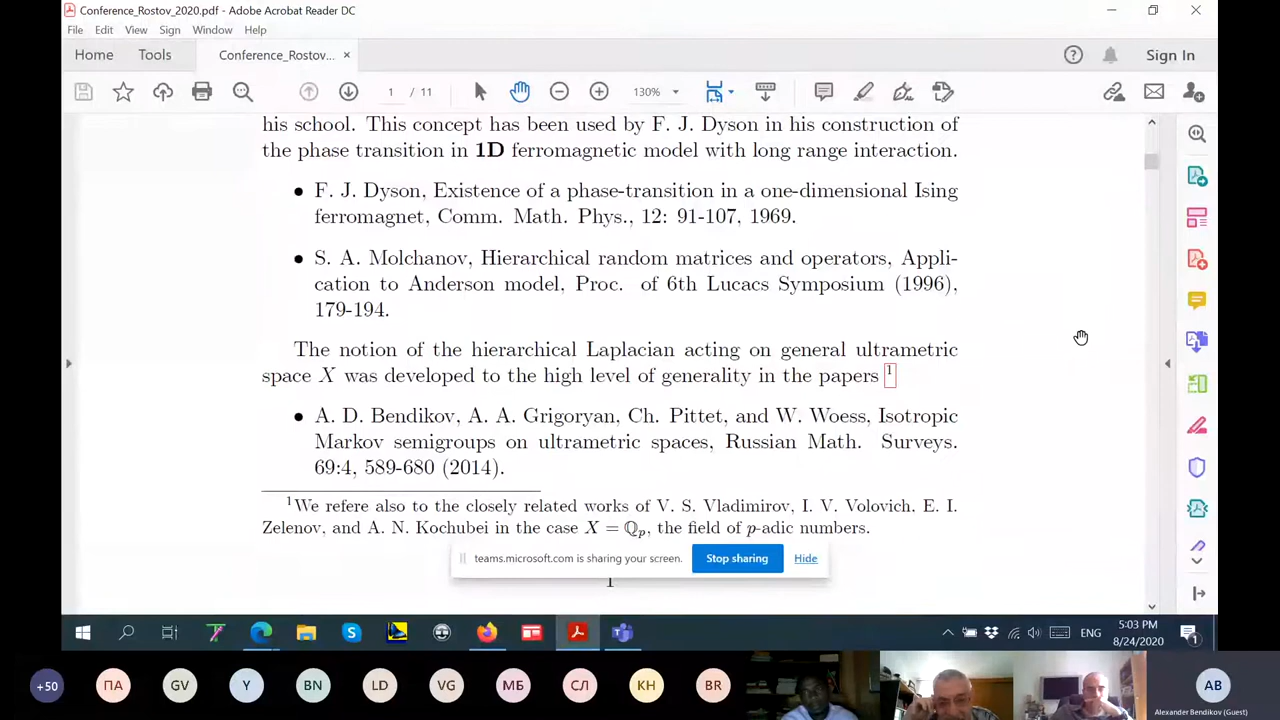 Conference_Rostov_2020.pdf - Adobe Acrobat Reader DC
File Edit View Sign Window Help
Home Tools Conference_Rostov... × Sign In
1 / 11 130%
his school. This concept has been used by F. J. Dyson in his construction of
the phase transition in 1D ferromagnetic model with long range interaction.
• F. J. Dyson, Existence of a phase-transition in a one-dimensional Ising
ferromagnet, Comm. Math. Phys., 12: 91-107, 1969.
• S. A. Molchanov, Hierarchical random matrices and operators, Appli-
cation to Anderson model, Proc. of 6th Lucacs Symposium (1996),
179-194.
The notion of the hierarchical Laplacian acting on general ultrametric
space X was developed to the high level of generality in the papers 1
• A. D. Bendikov, A. A. Grigoryan, Ch. Pittet, and W. Woess, Isotropic
Markov semigroups on ultrametric spaces, Russian Math. Surveys.
69:4, 589-680 (2014).
1We refere also to the closely related works of V. S. Vladimirov, I. V. Volovich. E. I.
Zelenov, and A. N. Kochubei in the case X = ℚp, the field of p-adic numbers.
teams.microsoft.com is sharing your screen. Stop sharing Hide
1
ENG
5:03 PM
8/24/2020
1
+50 ПА GV Y BN LD VG МБ СЛ КН BR AB
Alexander Bendikov (Guest)